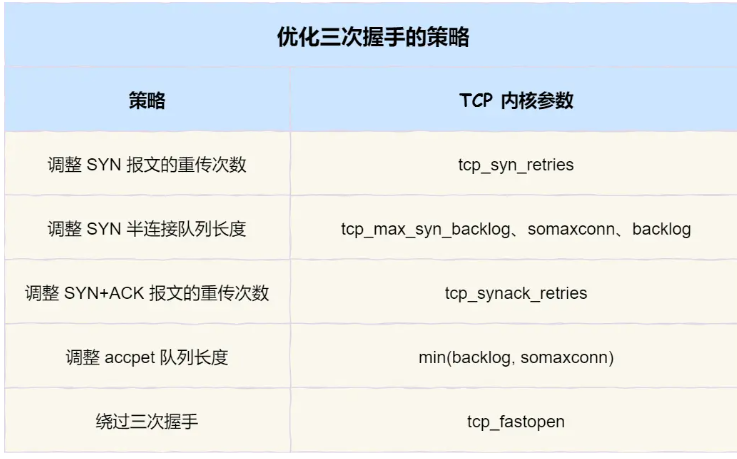 优化三次握手的策略
策略 TCP 内核参数
调整 SYN 报文的重传次数 tcp_syn_retries
调整 SYN 半连接队列长度 tcp_max_syn_backlog、somaxconn、backlog
调整 SYN+ACK 报文的重传次数 tcp_synack_retries
调整 accpet 队列长度 min(backlog, somaxconn)
绕过三次握手 tcp_fastopen